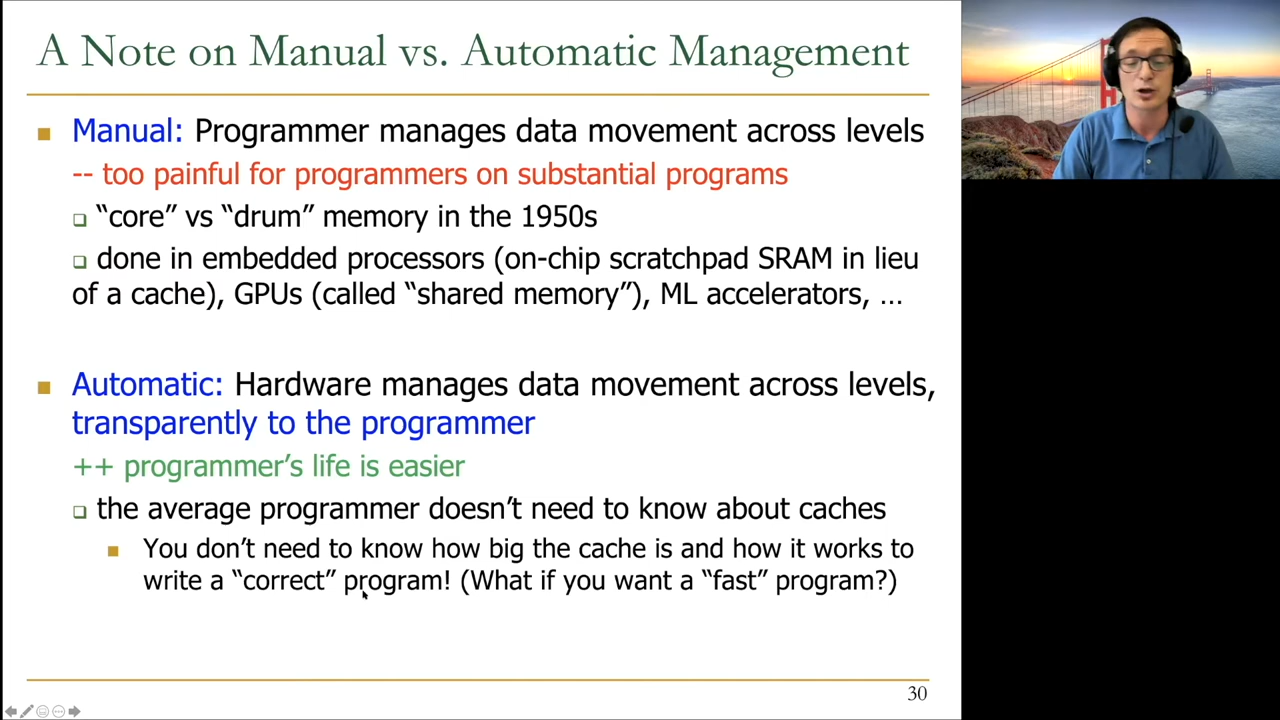 A Note on Manual vs. Automatic Management
Manual: Programmer manages data movement across levels
-- too painful for programmers on substantial programs
“core” vs “drum” memory in the 1950s
done in embedded processors (on-chip scratchpad SRAM in lieu
of a cache), GPUs (called “shared memory”), ML accelerators, …
Automatic: Hardware manages data movement across levels,
transparently to the programmer
++ programmer’s life is easier
the average programmer doesn’t need to know about caches
You don’t need to know how big the cache is and how it works to
write a “correct” program! (What if you want a “fast” program?)
30